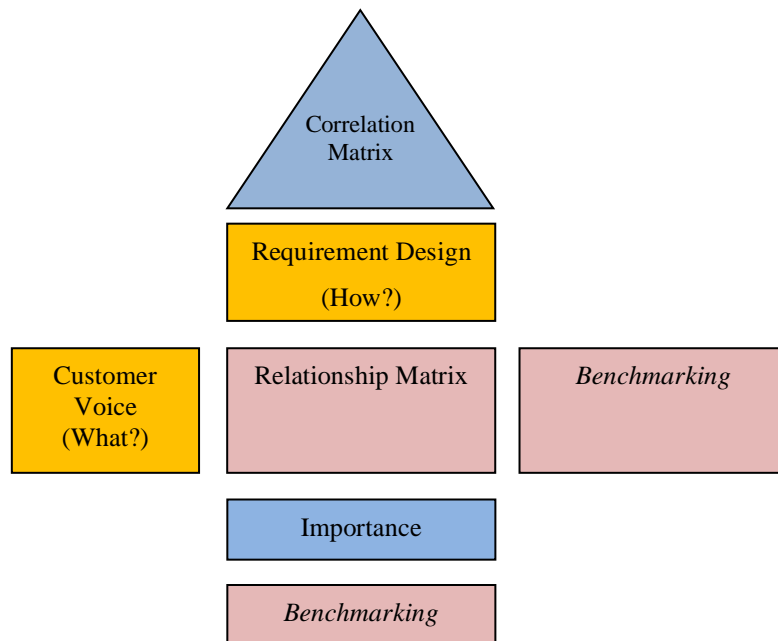 Correlation
Matrix
Requirement Design
(How?)
Customer
Voice
(What?)
Relationship Matrix
Benchmarking
Importance
Benchmarking